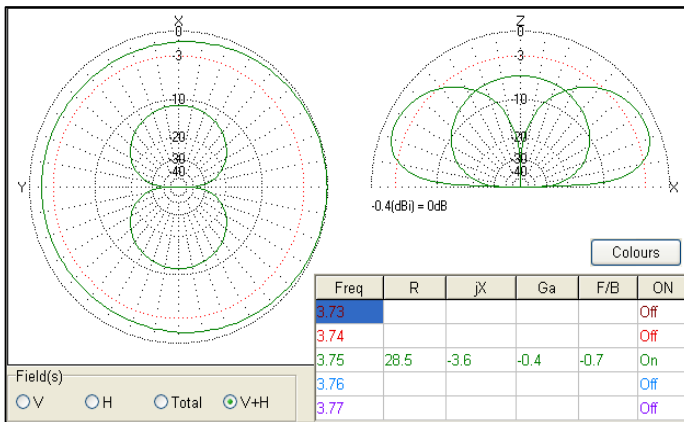 X
0
-3
-10
-20
-30
-40
Y
Z
0
-3
-10
-20
-30
-40
X
-0.4(dBi) = 0dB
Colours
Freq R jX Ga F/B ON
3.73 Off
3.74 Off
3.75 28.5 -3.6 -0.4 -0.7 On
3.76 Off
3.77 Off
Field(s)
V H Total V+H